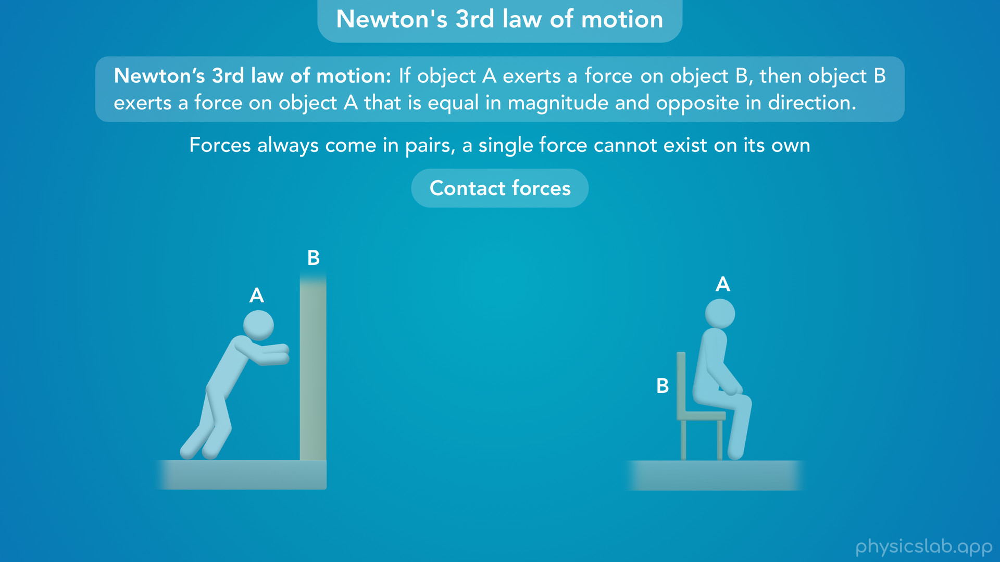 Newton's 3rd law of motion
Newton’s 3rd law of motion: If object A exerts a force on object B, then object B
exerts a force on object A that is equal in magnitude and opposite in direction.
Forces always come in pairs, a single force cannot exist on its own
Contact forces
B
A
A
B
physicslab.app